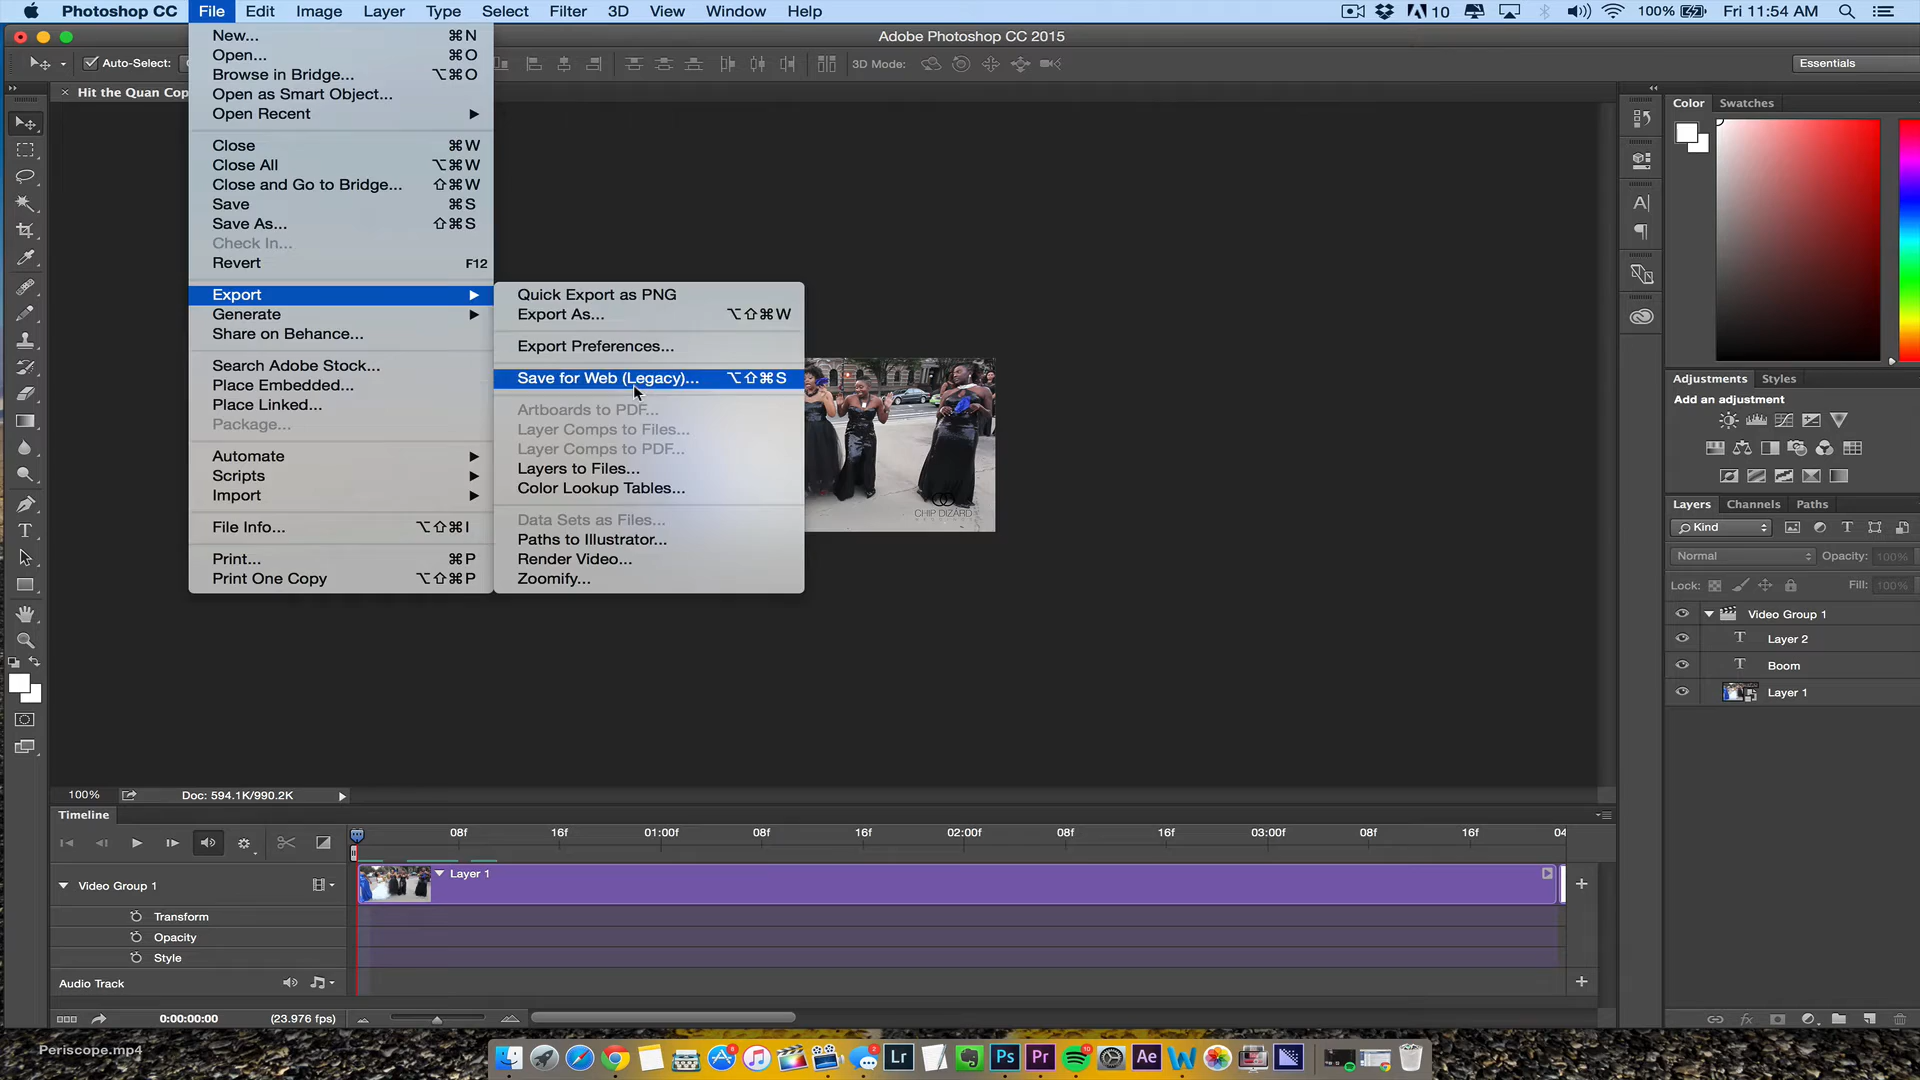 Photoshop CC File Edit Image Layer Type Select Filter 3D View Window Help 10 100% Fri 11:54 AM
Adobe Photoshop CC 2015
Auto-Select: 3D Mode: Essentials
Hit the Quan Cop
New... ⌘N
Open... ⌘O
Browse in Bridge... ⌥⌘O
Open as Smart Object...
Open Recent
Close ⌘W
Close All ⌥⌘W
Close and Go to Bridge... ⇧⌘W
Save ⌘S
Save As... ⇧⌘S
Check In...
Revert F12
Export
Generate
Share on Behance...
Search Adobe Stock...
Place Embedded...
Place Linked...
Package...
Automate
Scripts
Import
File Info... ⌥⇧⌘I
Print... ⌘P
Print One Copy ⌥⇧⌘P
Quick Export as PNG
Export As... ⌥⇧⌘W
Export Preferences...
Save for Web (Legacy)... ⌥⇧⌘S
Artboards to PDF...
Layer Comps to Files...
Layer Comps to PDF...
Layers to Files...
Color Lookup Tables...
Data Sets as Files...
Paths to Illustrator...
Render Video...
Zoomify...
CHIP DIZARD
Color Swatches
Adjustments Styles
Add an adjustment
Layers Channels Paths
Kind
Normal Opacity: 100%
Lock: Fill: 100%
Video Group 1
Layer 2
Boom
Layer 1
100% Doc: 594.1K/990.2K
Timeline
08f 16f 01:00f 08f 16f 02:00f 08f 16f 03:00f 08f 16f 04
Layer 1
Video Group 1
Transform
Opacity
Style
Audio Track
0:00:00:00 (23.976 fps)
Periscope.mp4
Lr Ps Pr Ae